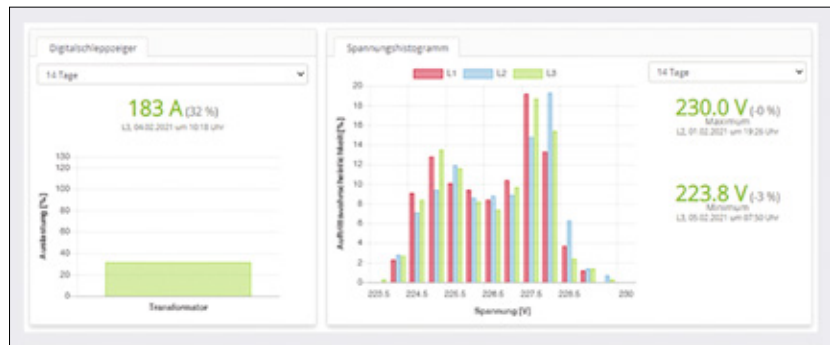 Digitalschleppzeiger
14 Tage
183 A (32 %)
L3, 04.02.2021 um 10:18 Uhr
130
120
100
80
60
40
20
0
Auslastung [%]
Transformator
Spannungshistogramm
L1 L2 L3
20
18
16
14
12
10
8
6
4
2
0
Auftrittswahrscheinlichkeit [%]
223.5 224.5 225.5 226.5 227.5 228.5 230
Spannung [V]
14 Tage
230.0 V (-0 %)
Maximum
L2, 01.02.2021 um 19:26 Uhr
223.8 V (-3 %)
Minimum
L3, 05.02.2021 um 07:50 Uhr